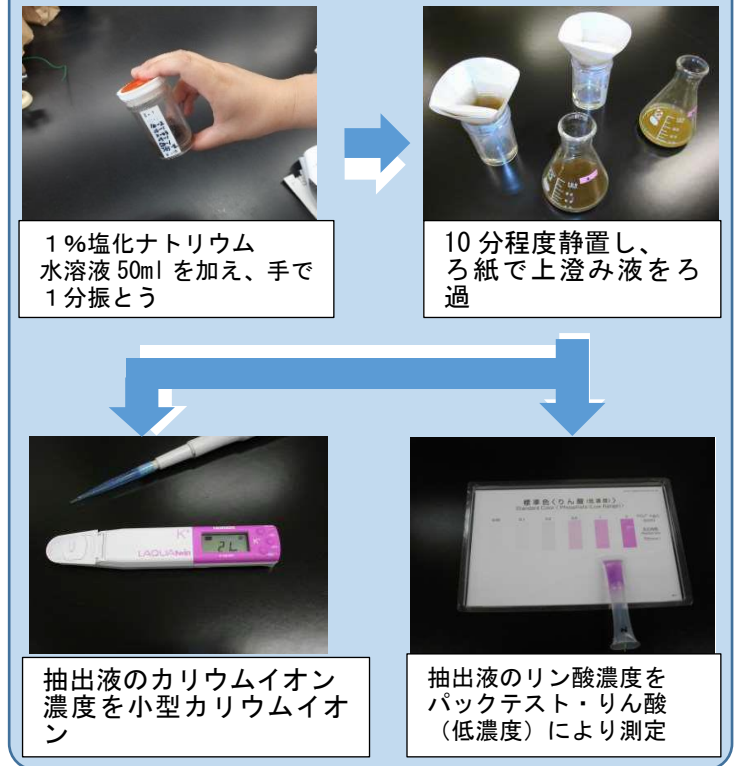 1%塩化ナトリウム
水溶液 50ml を加え、手で
1分振とう
10 分程度静置し、
ろ紙で上澄み液をろ
過
K⁺
LAQUAtwin
標準色<りん酸(低濃度)>
Standard Color < Phosphate (Low Range) >
抽出液のカリウムイオン
濃度を小型カリウムイオ
ン
抽出液のリン酸濃度を
パックテスト・りん酸
(低濃度)により測定